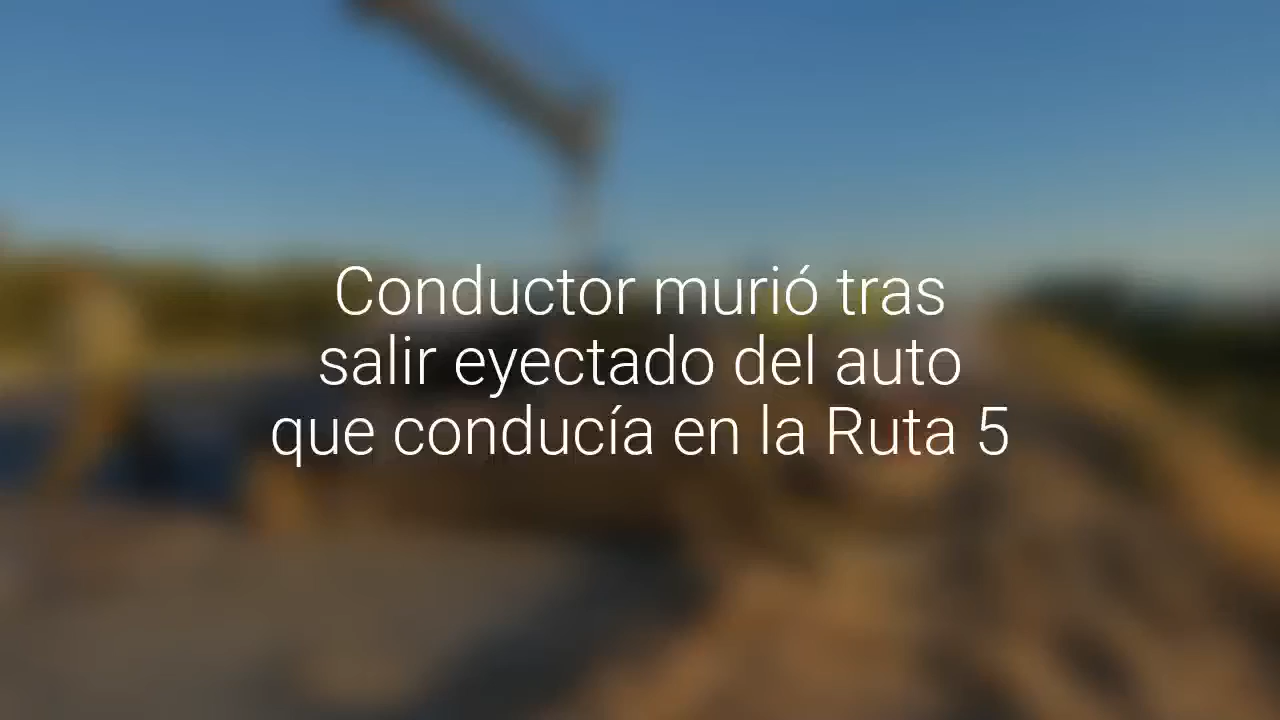 Conductor murió tras
salir eyectado del auto
que conducía en la Ruta 5